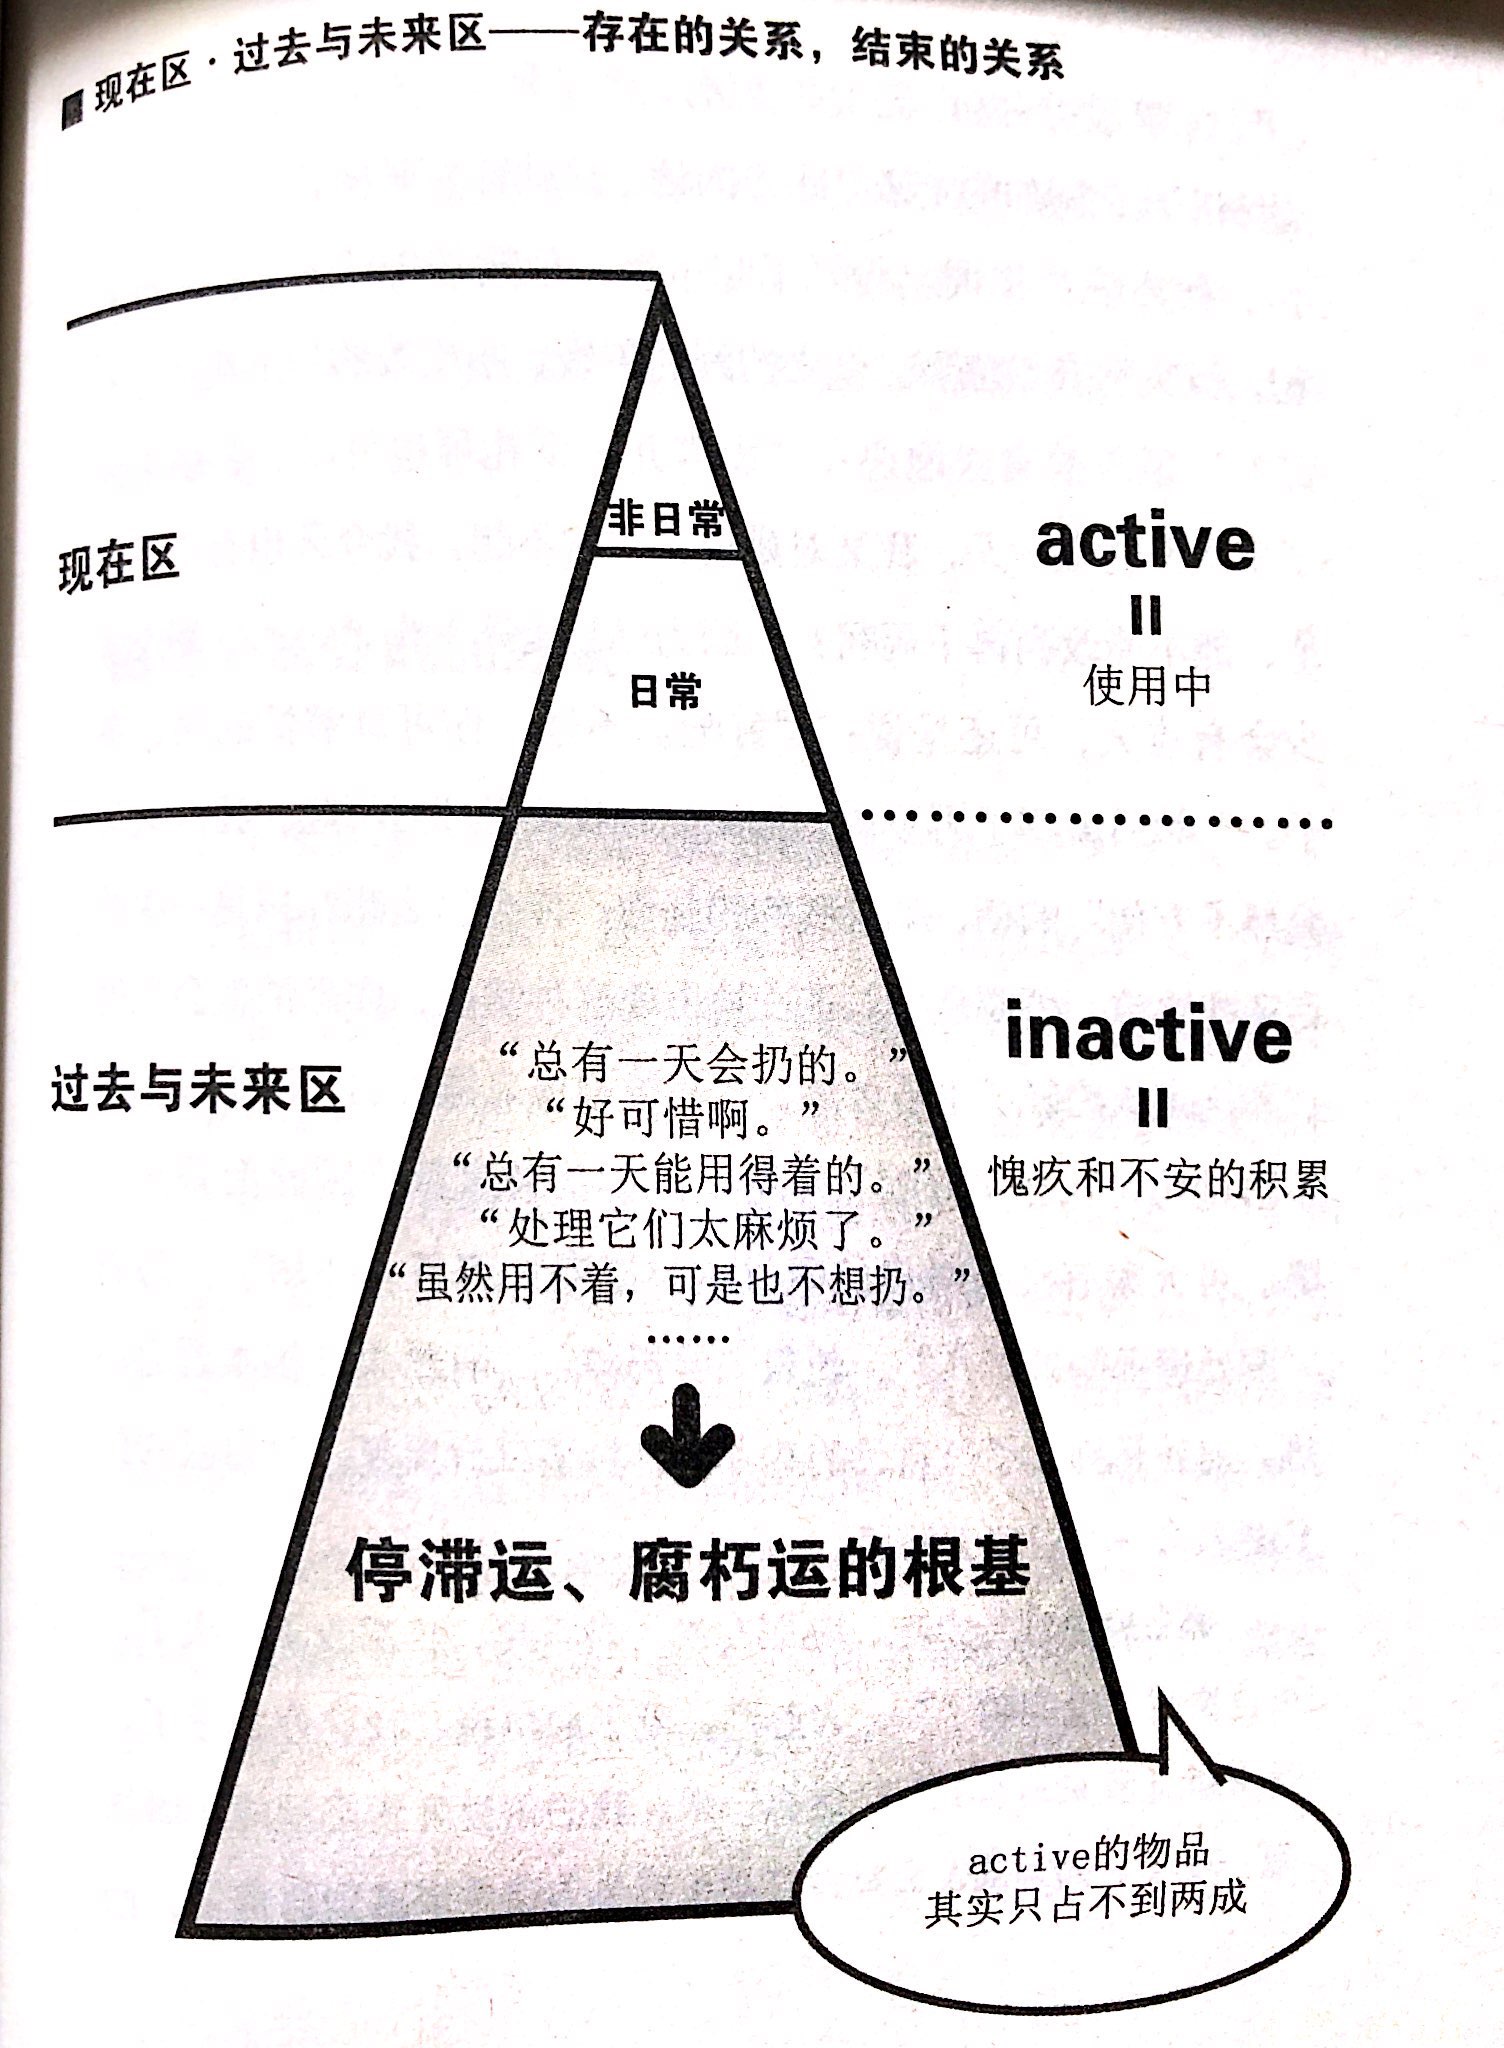 现在区·过去与未来区——存在的关系，结束的关系
非日常
现在区
active
=
使用中
日常
“总有一天会扔的。”
“好可惜啊。”
“总有一天能用得着的。”
“处理它们太麻烦了。”
“虽然用不着，可是也不想扔。”
……
过去与未来区
inactive
=
愧疚和不安的积累
停滞运、腐朽运的根基
active的物品
其实只占不到两成